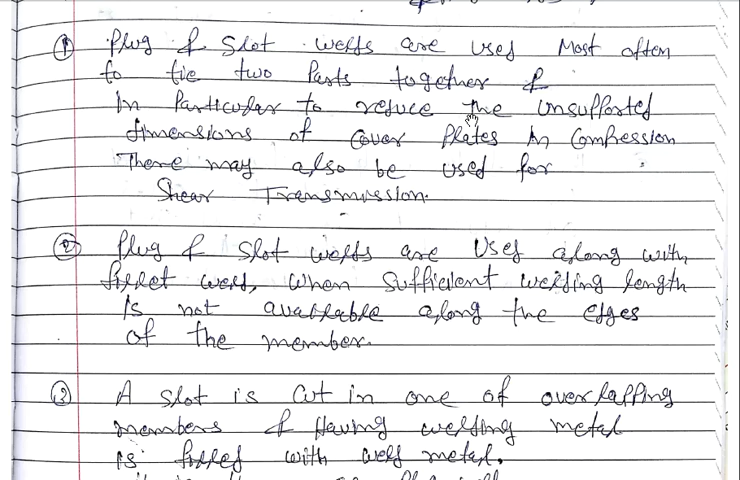 ① Plug & Slot welds are used Most often
to tie two Parts together &
In Particular to reduce the unsupported
dimensions of Cover Plates In Compression
There may also be used for
Shear Transmission.
② Plug & slot welds are Used along with
fillet weld, When Sufficient welding length
Is not available along the edges
of the member.
③ A slot is Cut in one of overlapping
members & Having welding metal
is filled with weld metal.